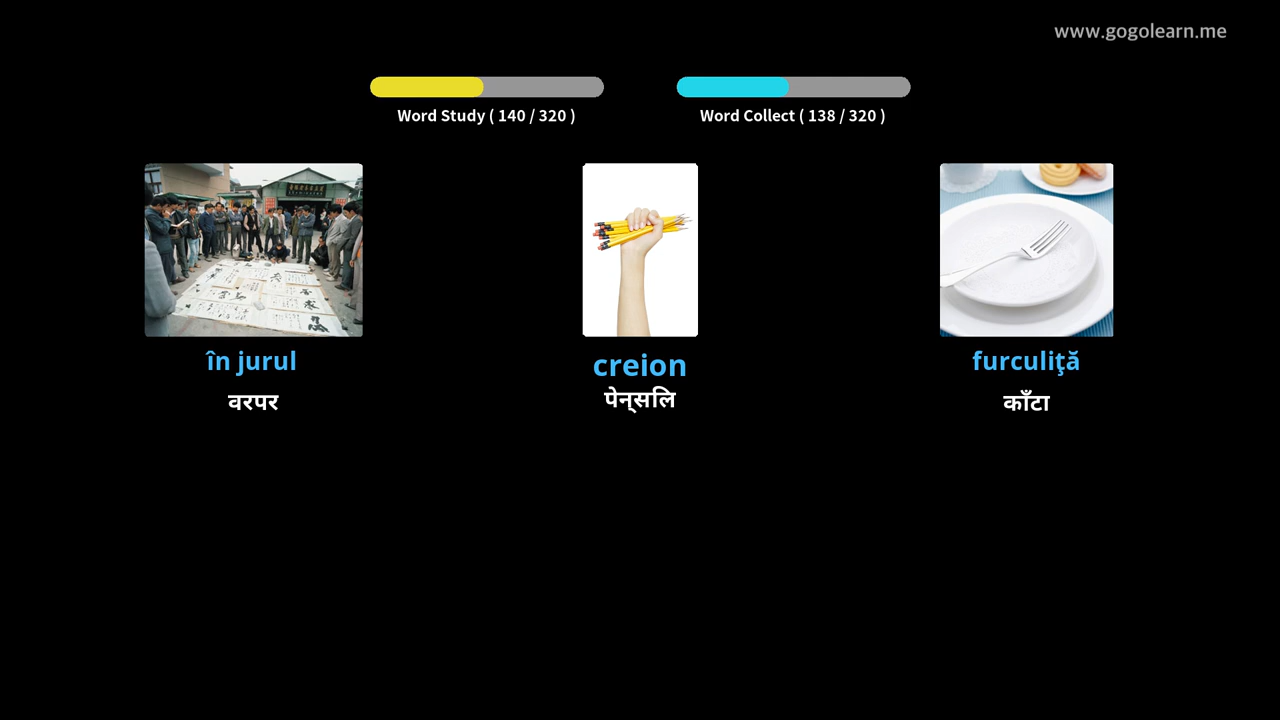 www.gogolearn.me
Word Study ( 140 / 320 )
Word Collect ( 138 / 320 )
în jurul
वरपर
creion
पेन्‌सलि
furculiţă
काँटा